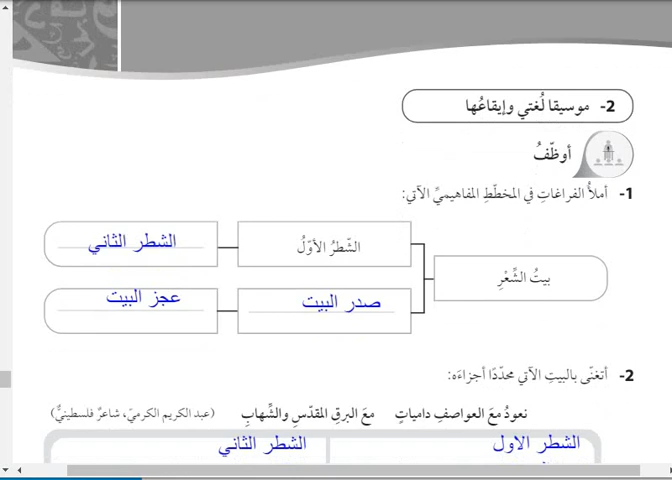 2- موسيقا لُغتي وإيقاعُها
أوظّفُ
1- أملأُ الفراغاتِ في المخطّطِ المفاهيميِّ الآتي:
الشّطرُ الأوّلُ
الشطر الثاني
بيتُ الشِّعْرِ
صدر البيت
عجز البيت
2- أتغنّى بالبيتِ الآتي محدّدًا أجزاءَه:
نعودُ معَ العواصفِ دامياتٍ معَ البرقِ المقدّسِ والشِّهابِ (عبد الكريم الكرميّ، شاعرٌ فلسطينيٌّ)
الشطر الاول
الشطر الثاني